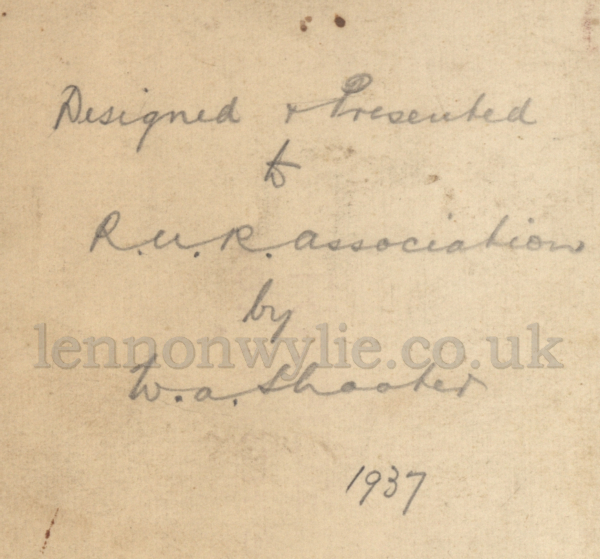 Designed & Presented
to
R.U.R. Association
by
lennonwylie.co.uk
W.A. Shooter
1937